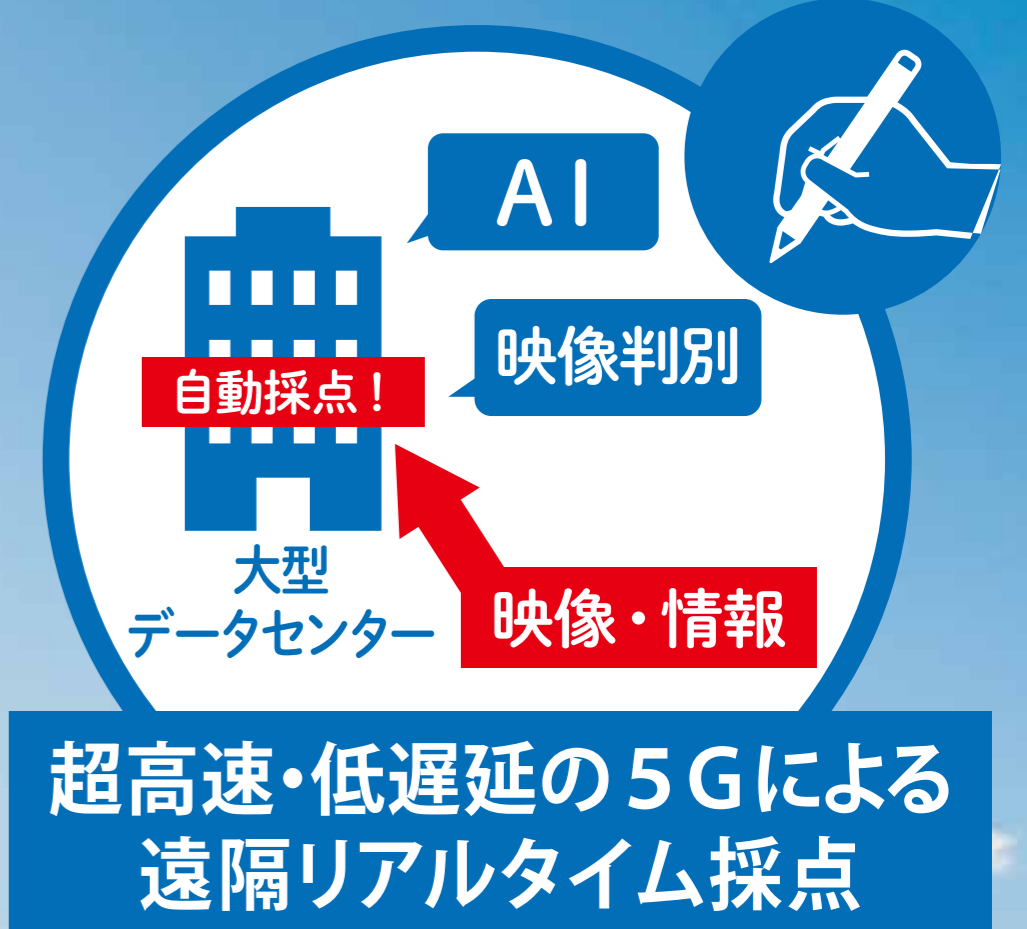 AI
映像判別
自動採点！
大型
データセンター
映像・情報
超高速・低遅延の５Gによる
遠隔リアルタイム採点